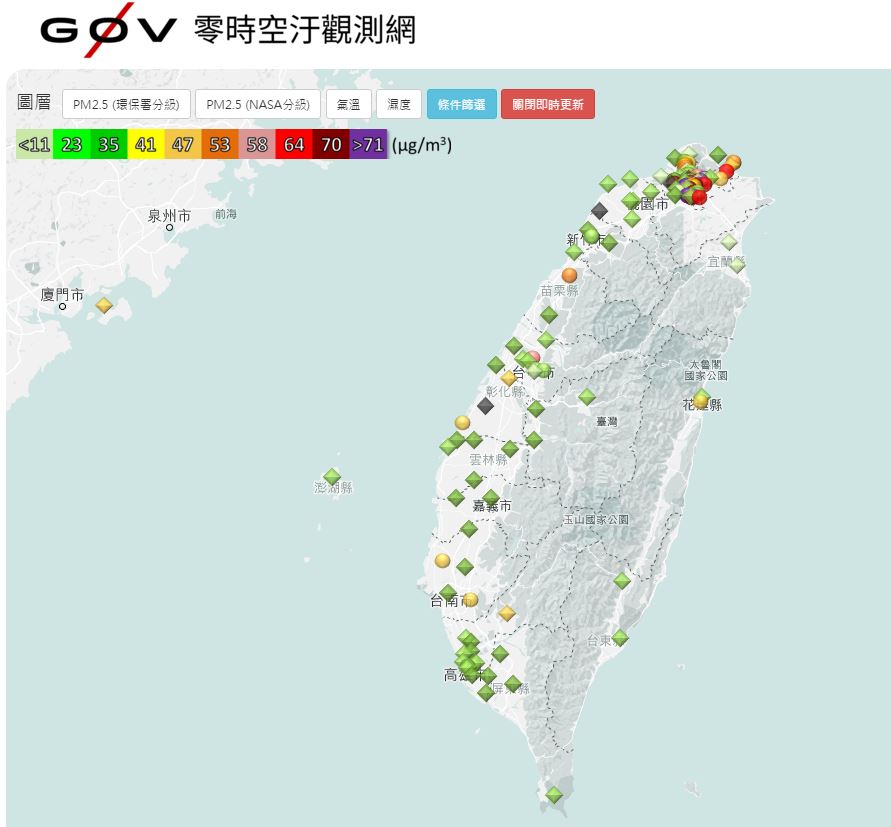 G0V 零時空汙觀測網
圖層 PM2.5 (環保署分級) PM2.5 (NASA分級) 氣溫 濕度 條件篩選 關閉即時更新
<11 23 35 41 47 53 58 64 70 >71 (μg/m³)
桃園市
泉州市
前海
新竹市
宜蘭縣
苗栗縣
廈門市
太魯閣
國家公園
台中市
彰化縣
花蓮縣
臺灣
雲林縣
澎湖縣
嘉義市
玉山國家公園
台南市
台東縣
高雄市
屏東縣